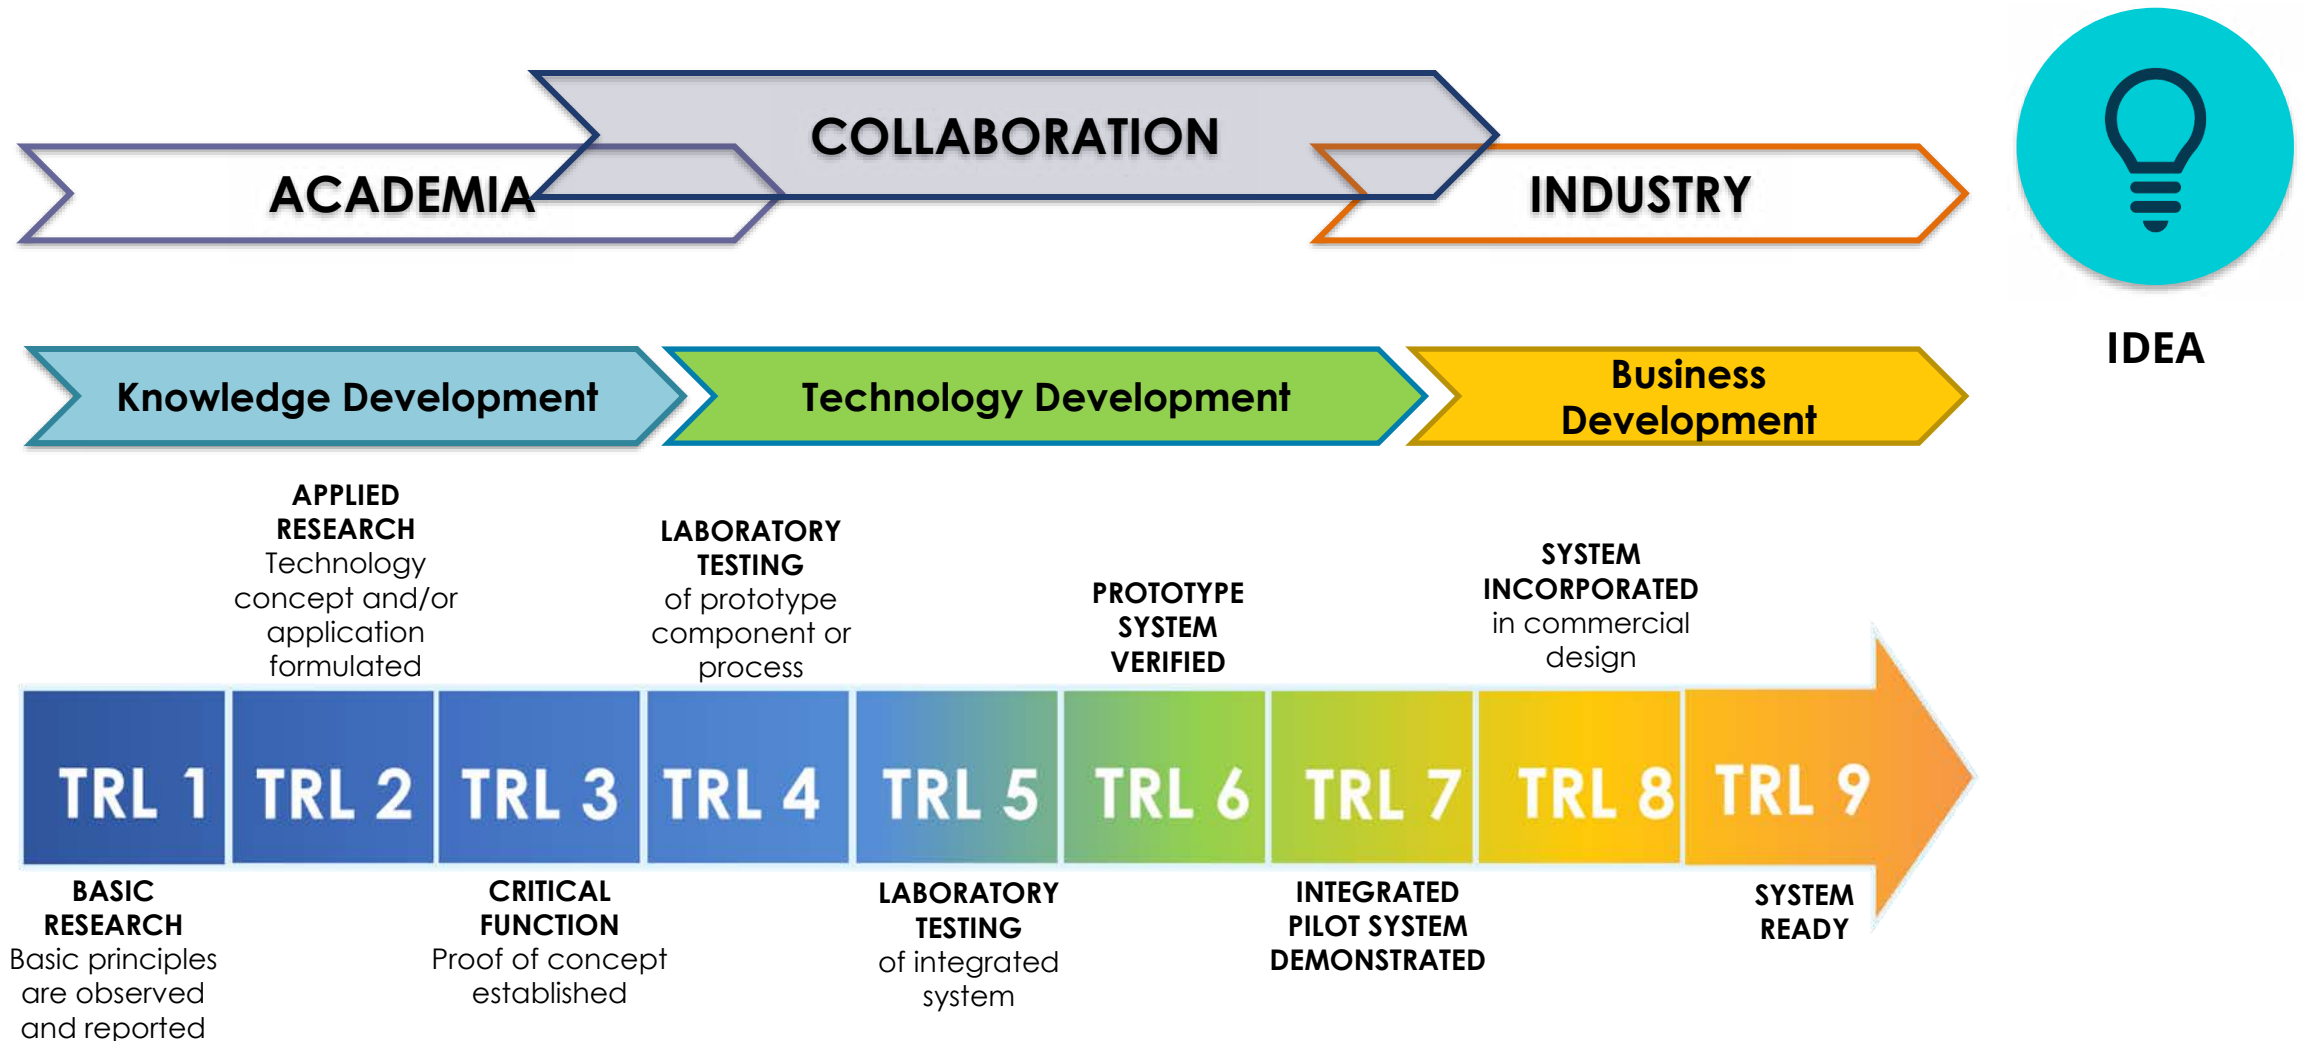 COLLABORATION
ACADEMIA
INDUSTRY
IDEA
Knowledge Development
Technology Development
Business
Development
APPLIED
RESEARCH
Technology
concept and/or
application
formulated
LABORATORY
TESTING
of prototype
component or
process
PROTOTYPE
SYSTEM
VERIFIED
SYSTEM
INCORPORATED
in commercial
design
TRL 1
TRL 2
TRL 3
TRL 4
TRL 5
TRL 6
TRL 7
TRL 8
TRL 9
BASIC
RESEARCH
Basic principles
are observed
and reported
CRITICAL
FUNCTION
Proof of concept
established
LABORATORY
TESTING
of integrated
system
INTEGRATED
PILOT SYSTEM
DEMONSTRATED
SYSTEM
READY